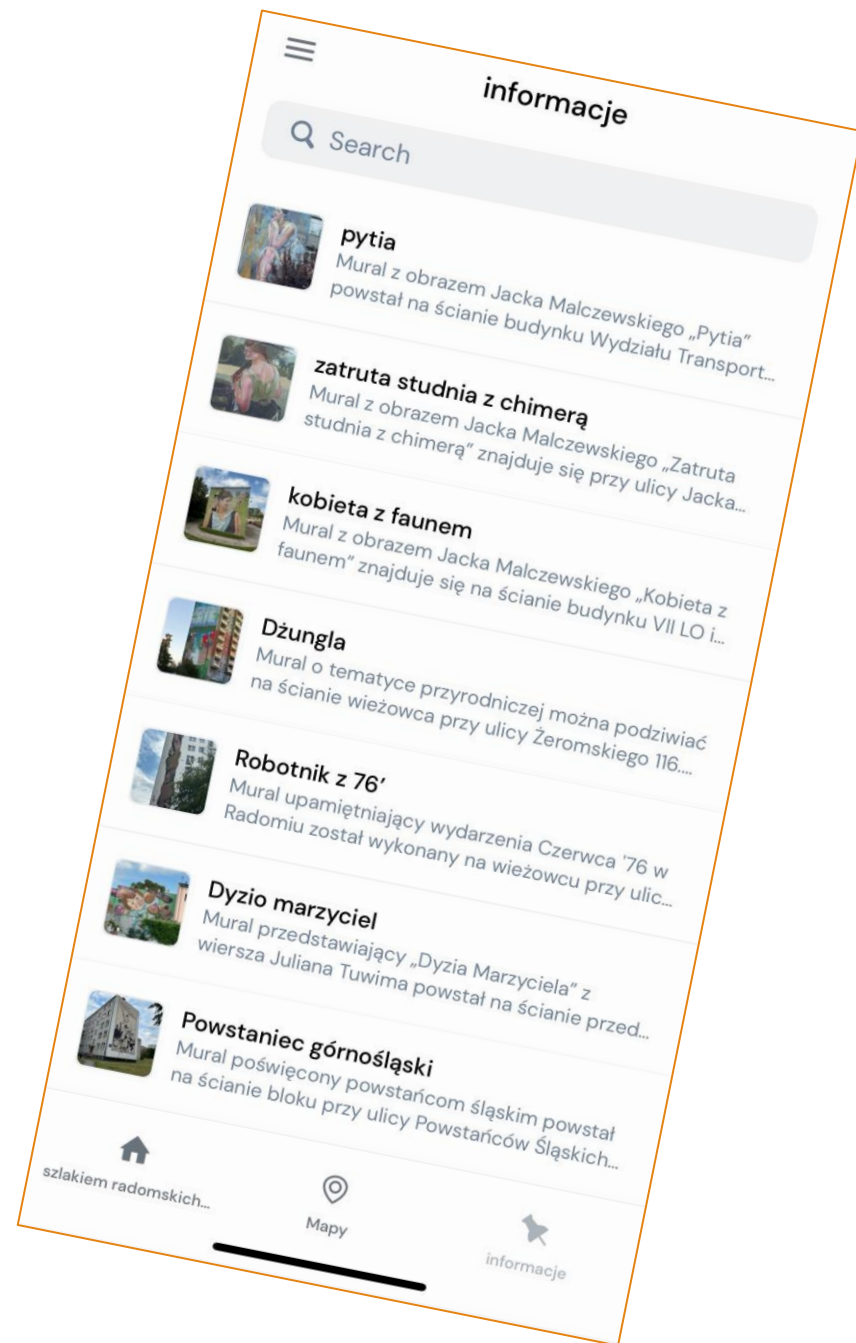 informacje
Search
pytia
Mural z obrazem Jacka Malczewskiego „Pytia”
powstał na ścianie budynku Wydziału Transport...
zatruta studnia z chimerą
Mural z obrazem Jacka Malczewskiego „Zatruta
studnia z chimerą” znajduje się przy ulicy Jacka...
kobieta z faunem
Mural z obrazem Jacka Malczewskiego „Kobieta z
faunem” znajduje się na ścianie budynku VII LO i...
Dżungla
Mural o tematyce przyrodniczej można podziwiać
na ścianie wieżowca przy ulicy Żeromskiego 116....
Robotnik z 76’
Mural upamiętniający wydarzenia Czerwca '76 w
Radomiu został wykonany na wieżowcu przy ulic...
Dyzio marzyciel
Mural przedstawiający „Dyzia Marzyciela” z
wiersza Juliana Tuwima powstał na ścianie przed...
Powstaniec górnośląski
Mural poświęcony powstańcom śląskim powstał
na ścianie bloku przy ulicy Powstańców Śląskich...
szlakiem radomskich...
Mapy
informacje